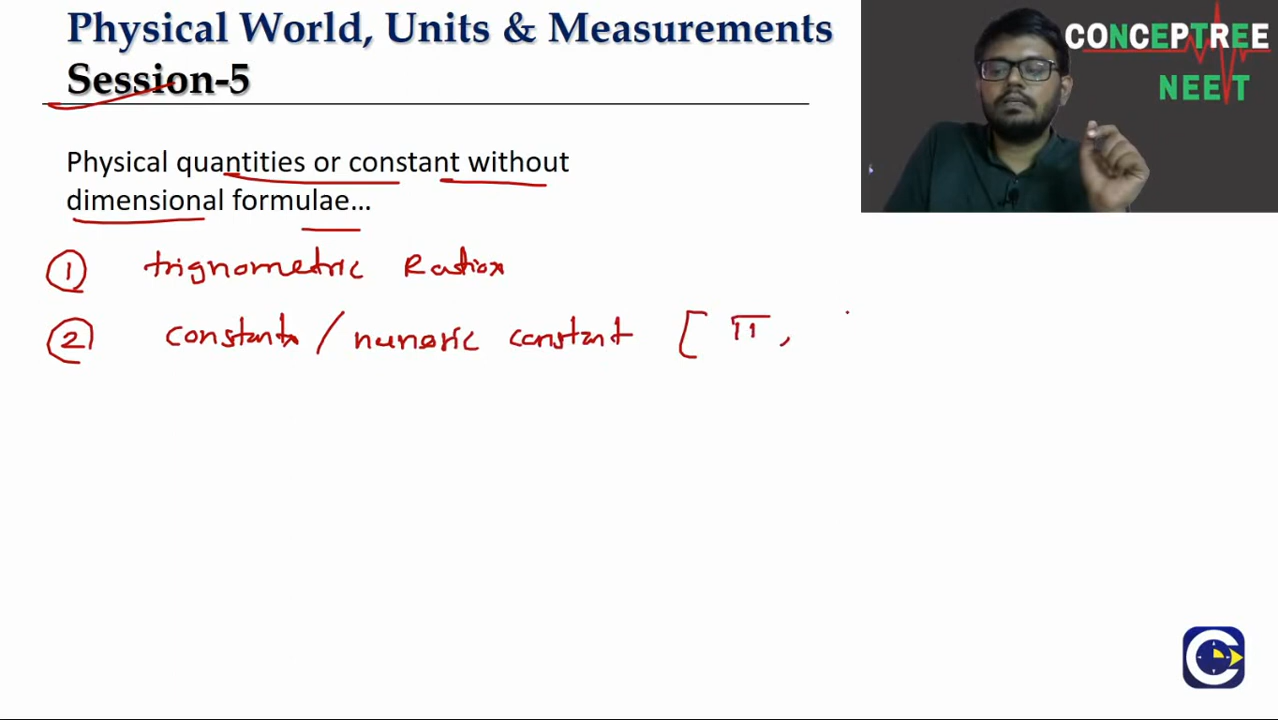 Physical World, Units & Measurements
Session-5
CONCEPTREE
NEET
Physical quantities or constant without
dimensional formulae...
1 trignometric Ratios
2 constants / numeric constant [ π,